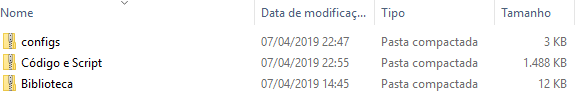 Nome Data de modificaç... Tipo Tamanho
configs 07/04/2019 22:47 Pasta compactada 3 KB
Código e Script 07/04/2019 22:55 Pasta compactada 1.488 KB
Biblioteca 07/04/2019 14:45 Pasta compactada 12 KB